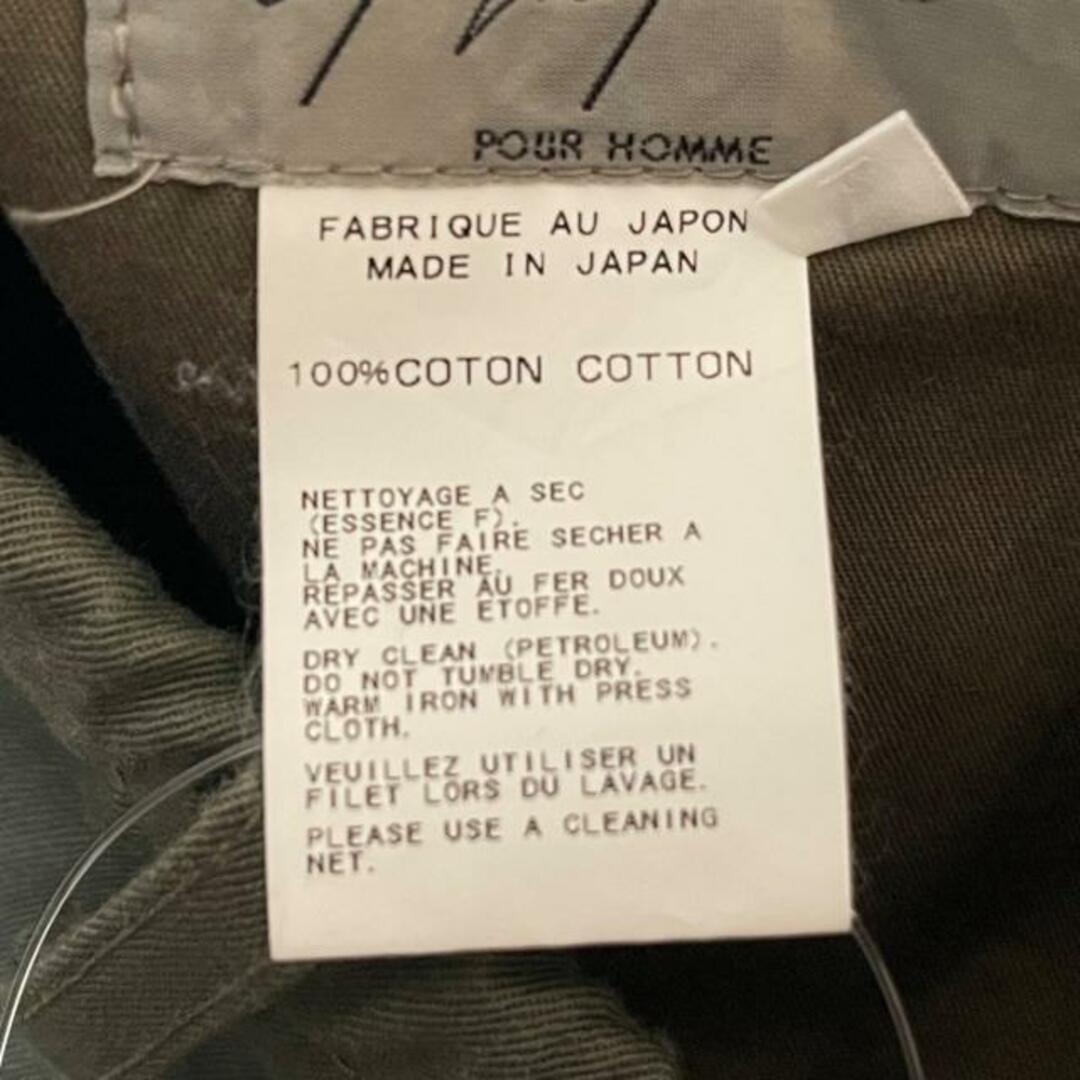 POUR HOMME
FABRIQUE AU JAPON
MADE IN JAPAN
100%COTON COTTON
NETTOYAGE A SEC
(ESSENCE F).
NE PAS FAIRE SECHER A
LA MACHINE.
REPASSER AU FER DOUX
AVEC UNE ETOFFE.
DRY CLEAN (PETROLEUM).
DO NOT TUMBLE DRY.
WARM IRON WITH PRESS
CLOTH.
VEUILLEZ UTILISER UN
FILET LORS DU LAVAGE.
PLEASE USE A CLEANING
NET.